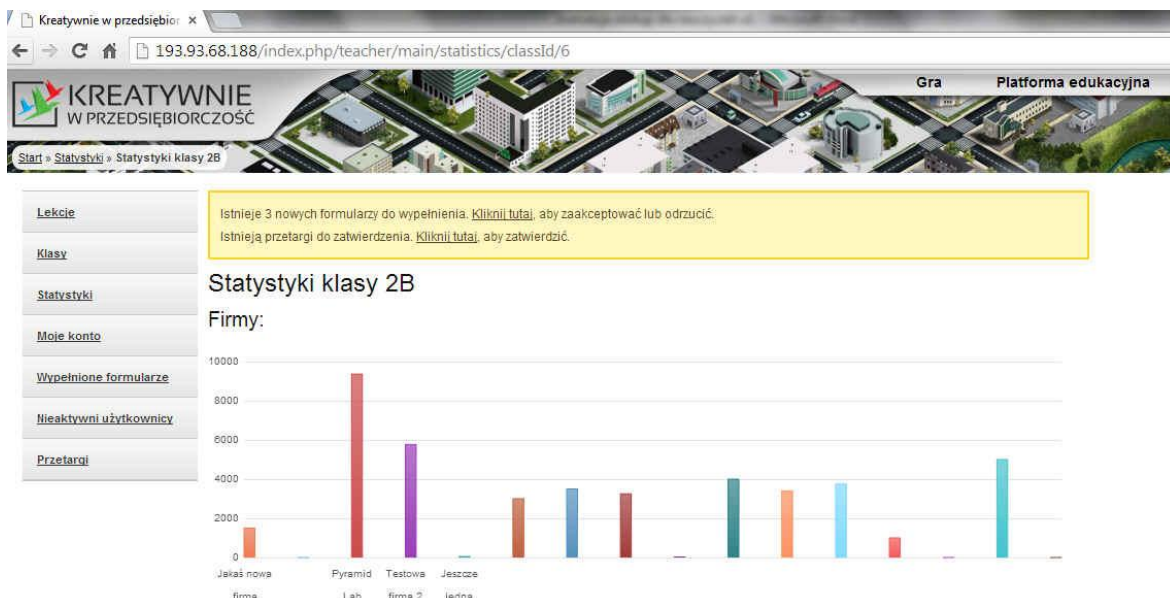 Kreatywnie w przedsiębior
193.93.68.188/index.php/teacher/main/statistics/classId/6
KREATYWNIE
W PRZEDSIĘBIORCZOŚĆ
Gra Platforma edukacyjna
Start » Statystyki » Statystyki klasy 2B
Lekcje
Klasy
Statystyki
Moje konto
Wypełnione formularze
Nieaktywni użytkownicy
Przetargi
Istnieje 3 nowych formularzy do wypełnienia. Kliknij tutaj, aby zaakceptować lub odrzucić.
Istnieją przetargi do zatwierdzenia. Kliknij tutaj, aby zatwierdzić.
Statystyki klasy 2B
Firmy:
10000
8000
6000
4000
2000
0
Jakaś nowa Pyramid Testowa Jeszcze
firma Lab firma 2 jedna